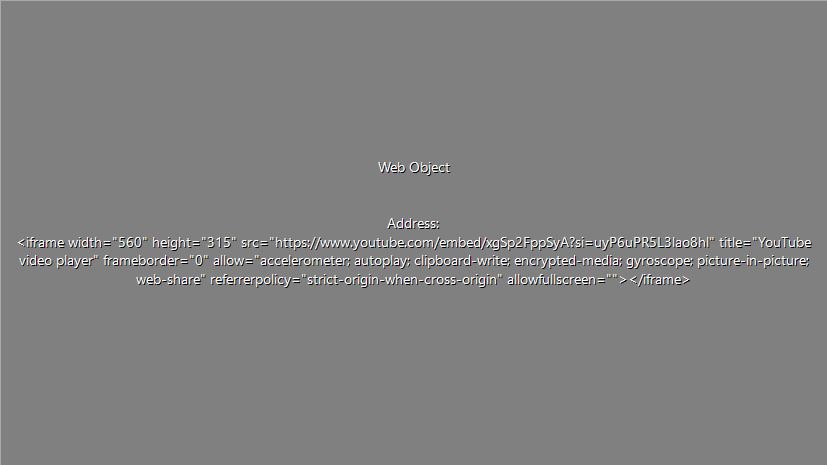 Web Object
Address:
<iframe width="560" height="315" src="https://www.youtube.com/embed/xgSp2FppSyA?si=uyP6uPR5L3lao8hl" title="YouTube
video player" frameborder="0" allow="accelerometer; autoplay; clipboard-write; encrypted-media; gyroscope; picture-in-picture;
web-share" referrerpolicy="strict-origin-when-cross-origin" allowfullscreen=""></iframe>